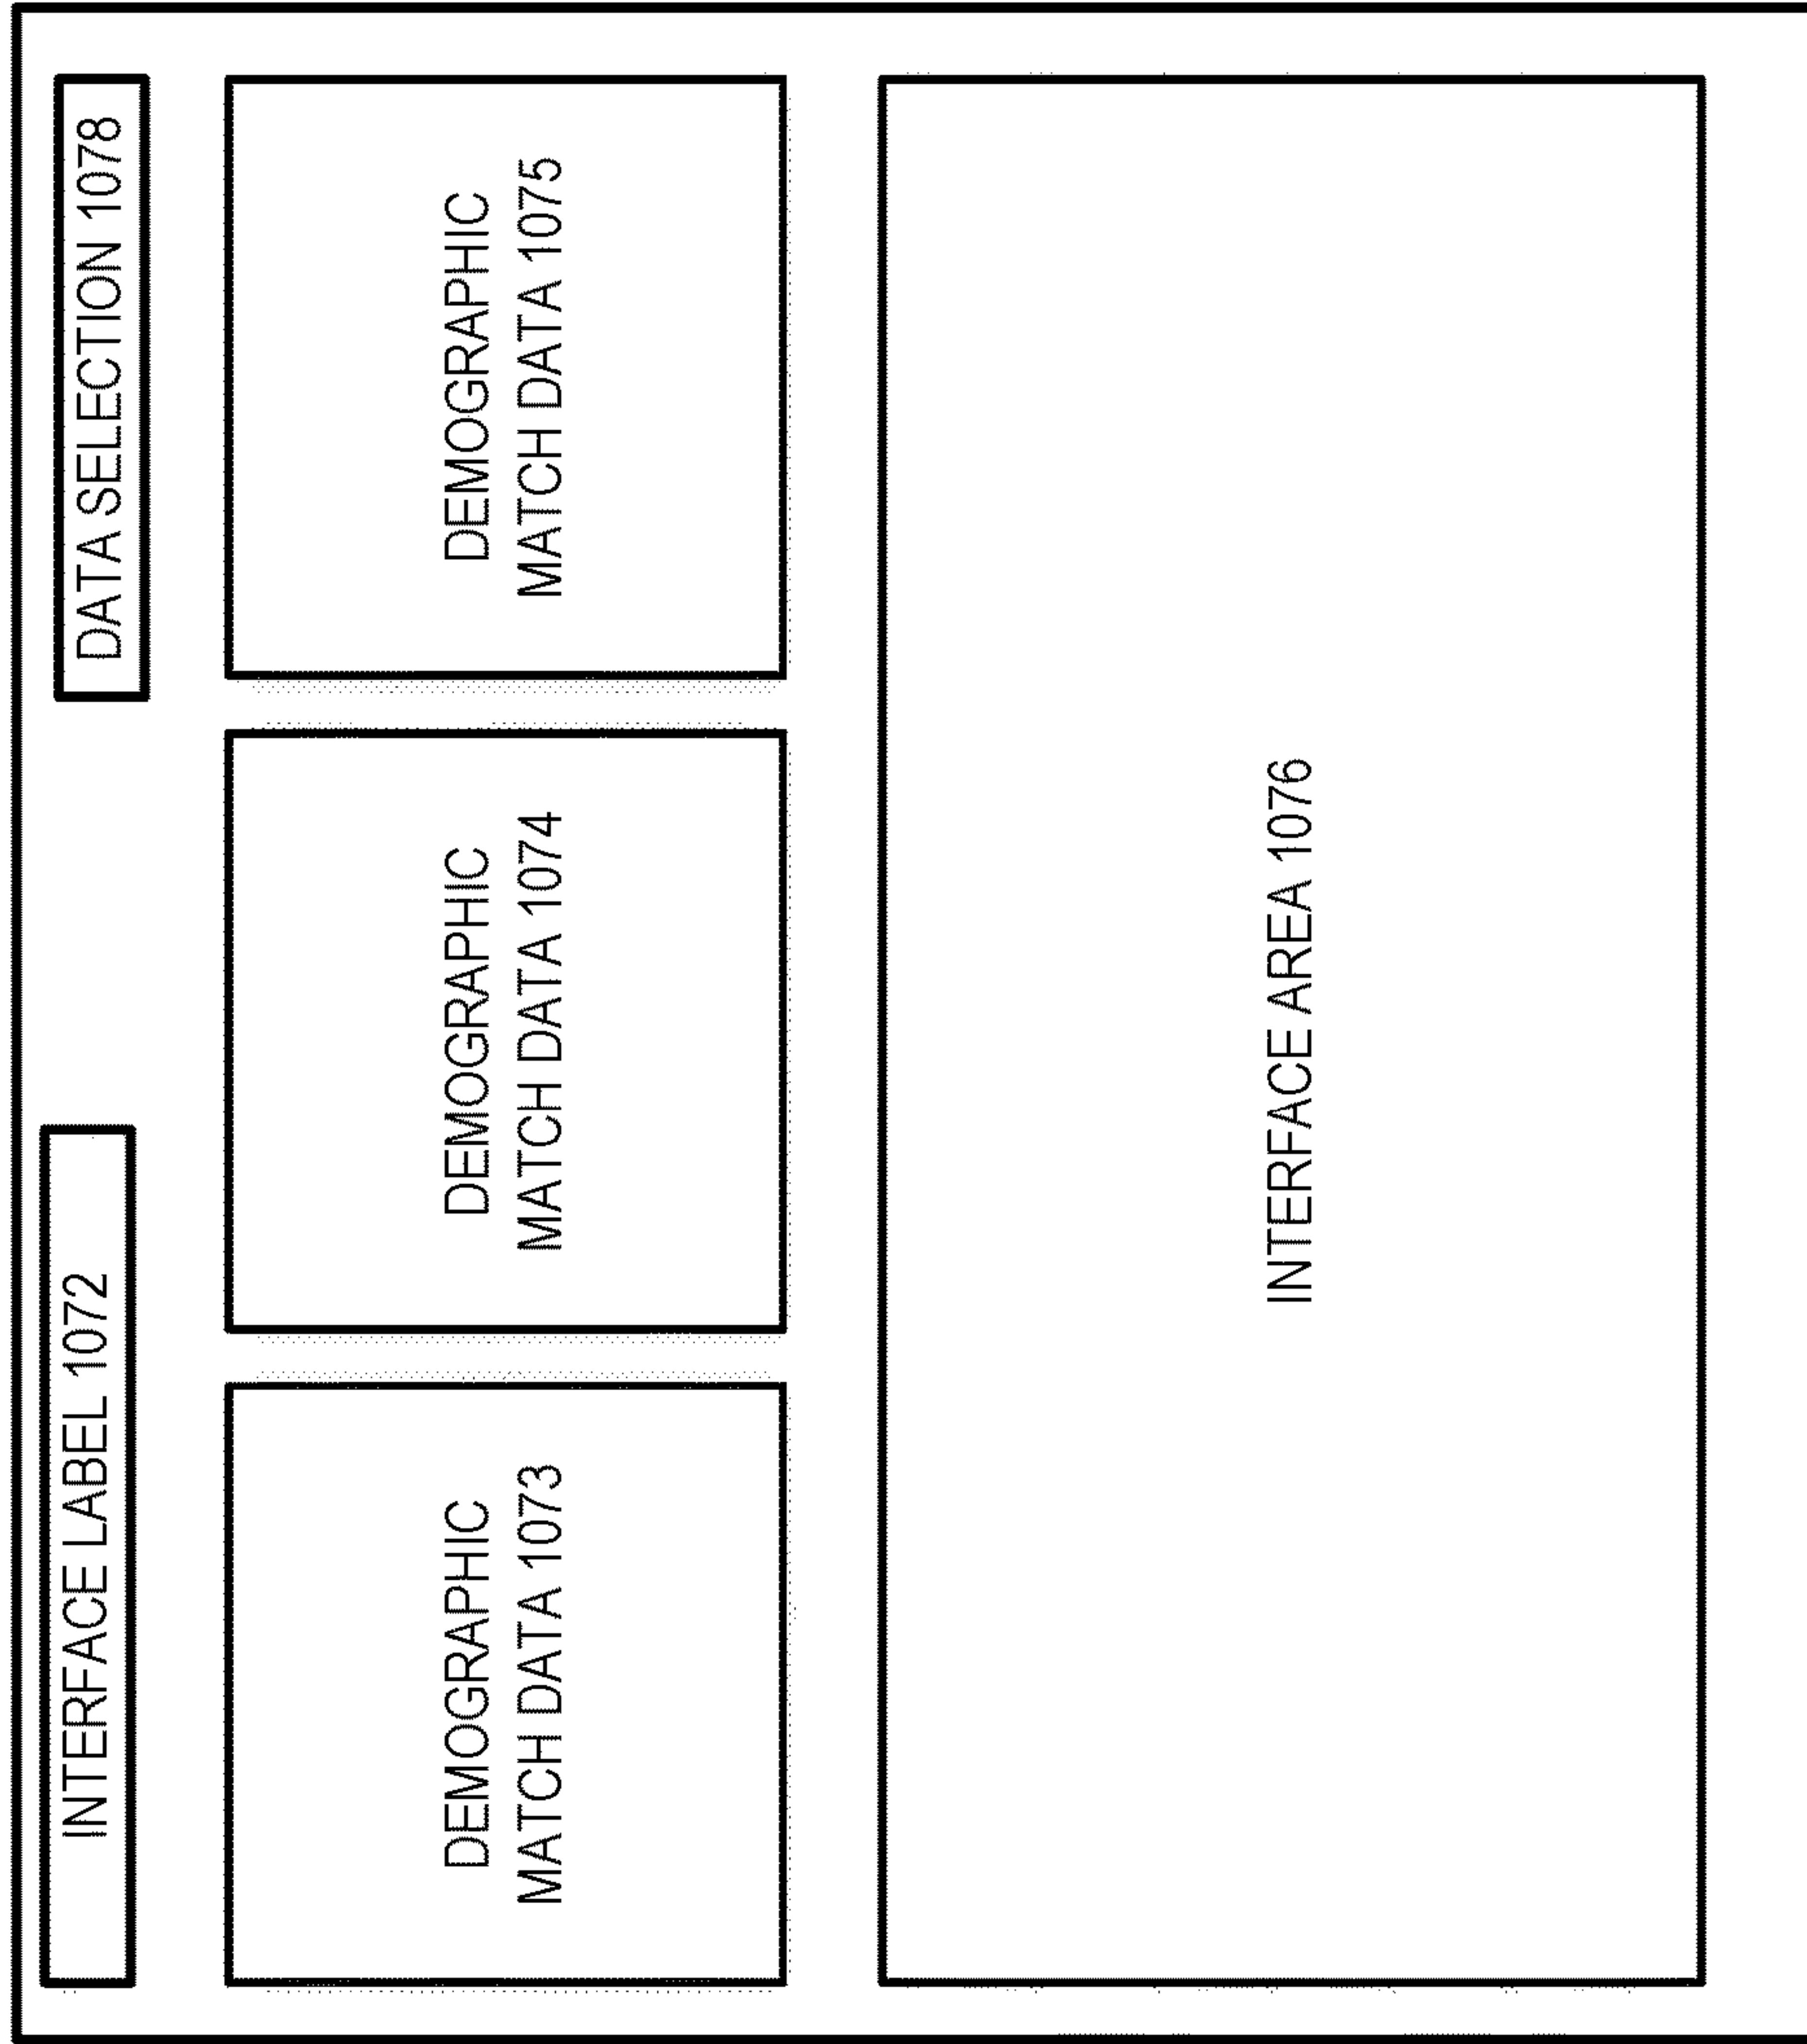 INTERFACE LABEL 1072
DATA SELECTION 1078
DEMOGRAPHIC
MATCH DATA 1073
DEMOGRAPHIC
MATCH DATA 1074
DEMOGRAPHIC
MATCH DATA 1075
INTERFACE AREA 1076